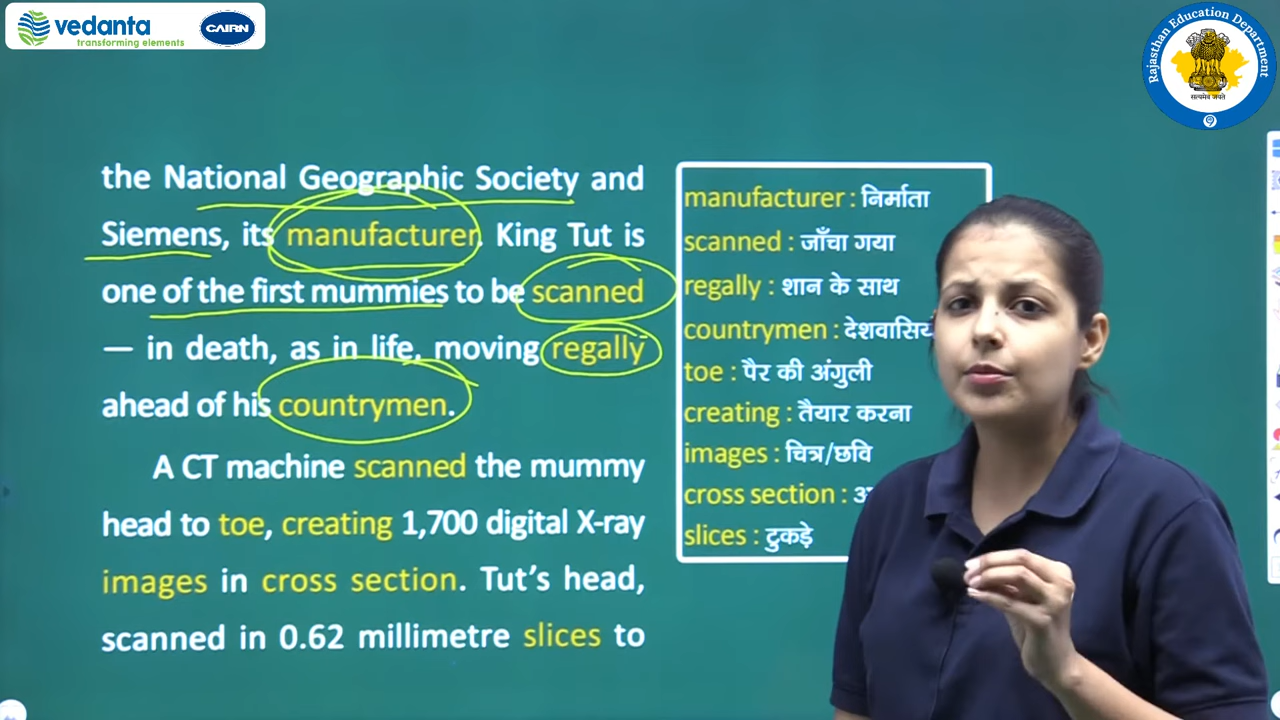 vedanta
transforming elements
CAIRN
Rajasthan Education Department
सत्यमेव जयते
the National Geographic Society and
Siemens, its manufacturer. King Tut is
one of the first mummies to be scanned
— in death, as in life, moving regally
ahead of his countrymen.
A CT machine scanned the mummy
head to toe, creating 1,700 digital X-ray
images in cross section. Tut's head,
scanned in 0.62 millimetre slices to
manufacturer : निर्माता
scanned : जाँचा गया
regally : शान के साथ
countrymen :
toe : पैर की अंगुली
creating : तैयार करना
images : चित्र/छवि
cross section :
slices : टुकड़े